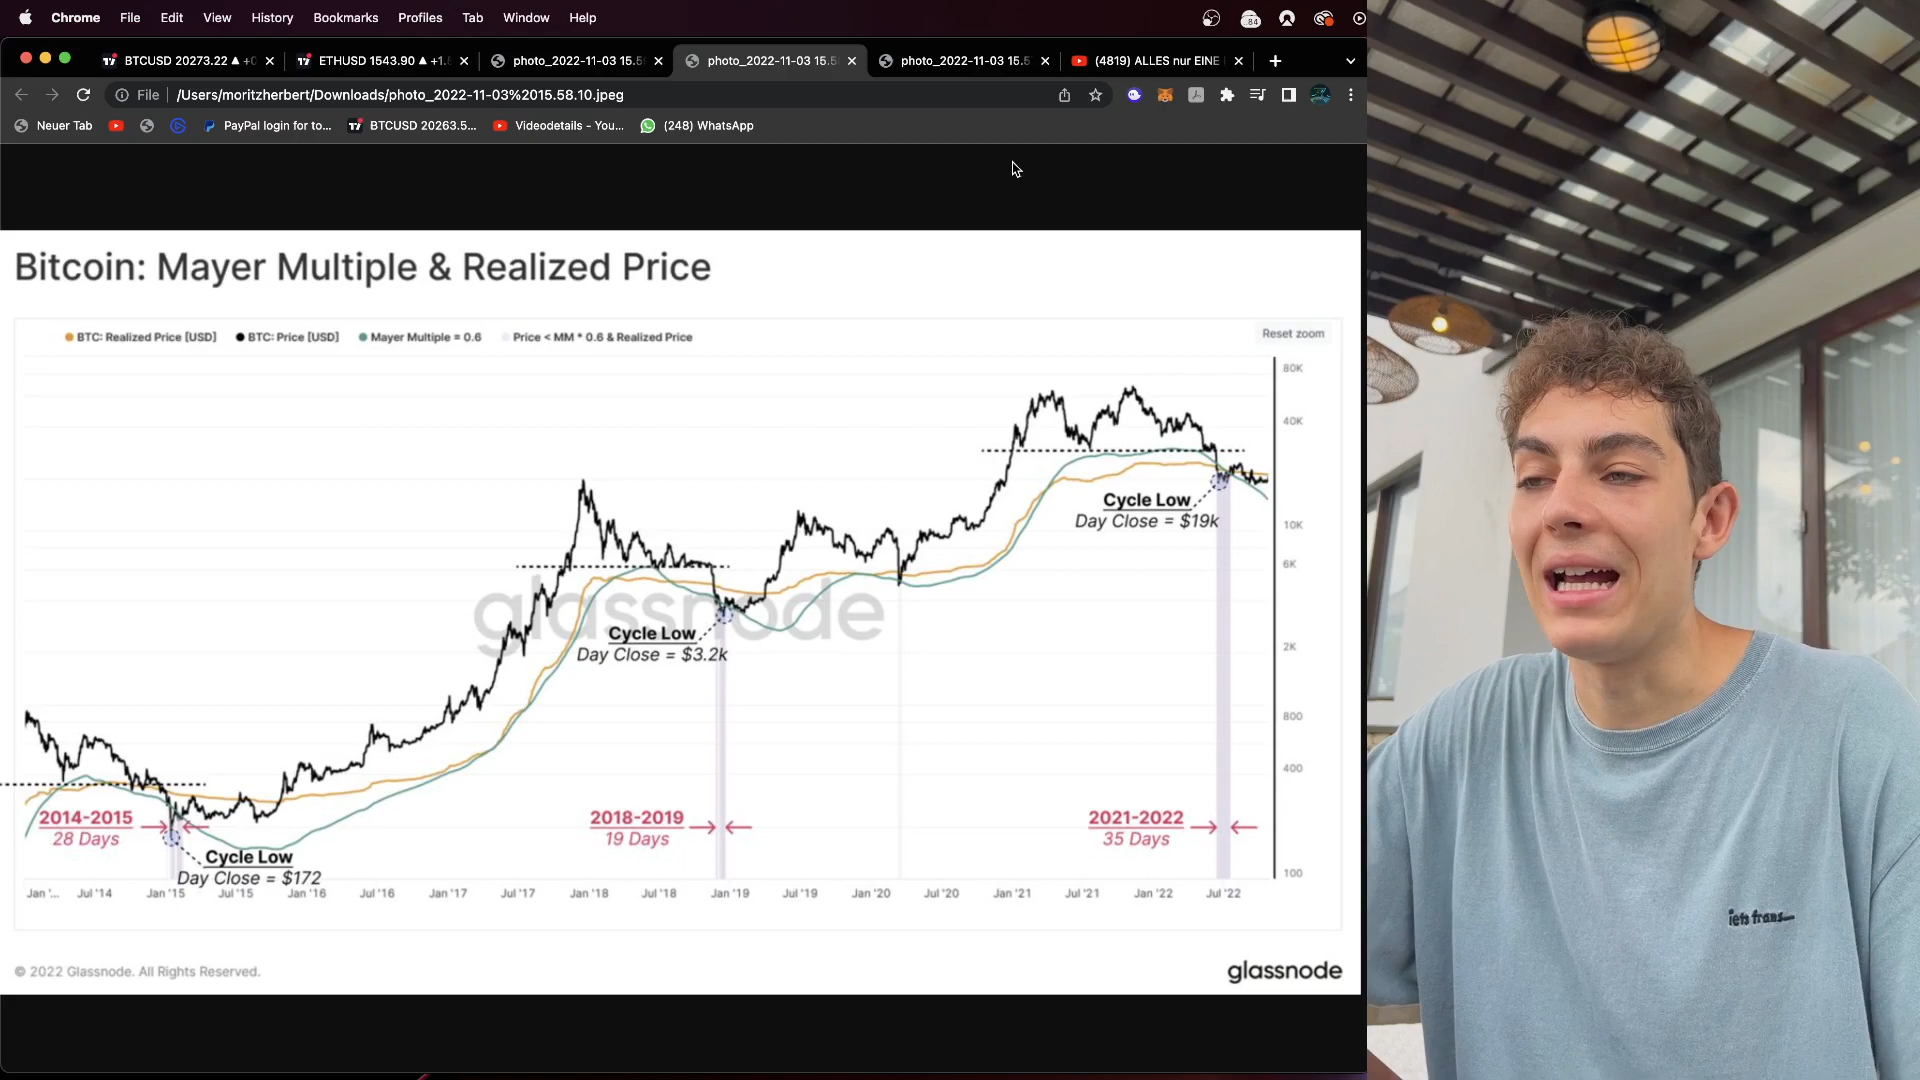 Chrome File Edit View History Bookmarks Profiles Tab Window Help
84
BTCUSD 20273.22 ▲ +0
ETHUSD 1543.90 ▲ +1.
photo_2022-11-03 15.5
photo_2022-11-03 15.5
photo_2022-11-03 15.5
(4819) ALLES nur EINE
File /Users/moritzherbert/Downloads/photo_2022-11-03%2015.58.10.jpeg
Neuer Tab
PayPal login for to...
BTCUSD 20263.5...
Videodetails - You...
(248) WhatsApp
Bitcoin: Mayer Multiple & Realized Price
BTC: Realized Price [USD] BTC: Price [USD] Mayer Multiple = 0.6 Price < MM * 0.6 & Realized Price
Reset zoom
80K
40K
10K
6K
2K
800
400
100
glassnode
Cycle Low
Day Close = $19k
Cycle Low
Day Close = $3.2k
Cycle Low
Day Close = $172
2014-2015
28 Days
2018-2019
19 Days
2021-2022
35 Days
Jan '... Jul '14 Jan '15 Jul '15 Jan '16 Jul '16 Jan '17 Jul '17 Jan '18 Jul '18 Jan '19 Jul '19 Jan '20 Jul '20 Jan '21 Jul '21 Jan '22 Jul '22
© 2022 Glassnode. All Rights Reserved.
glassnode
iets frans...